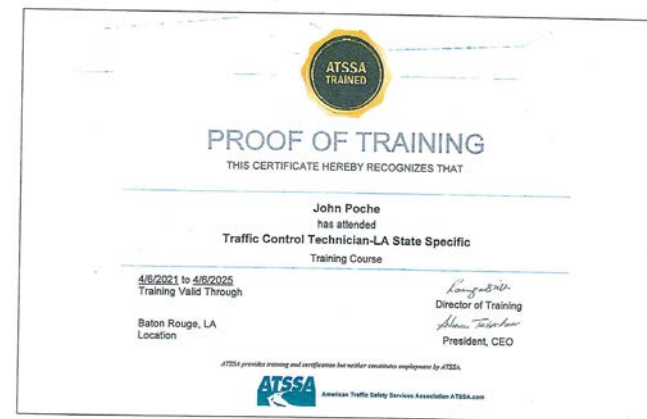 ATSSA
TRAINED
PROOF OF TRAINING
THIS CERTIFICATE HEREBY RECOGNIZES THAT
John Poche
has attended
Traffic Control Technician-LA State Specific
Training Course
4/6/2021 to 4/6/2025
Training Valid Through
Director of Training
Baton Rouge, LA
Location
President, CEO
ATSSA provides training and certification but neither constitutes employment by ATSSA.
ATSSA
American Traffic Safety Services Association ATSSA.com